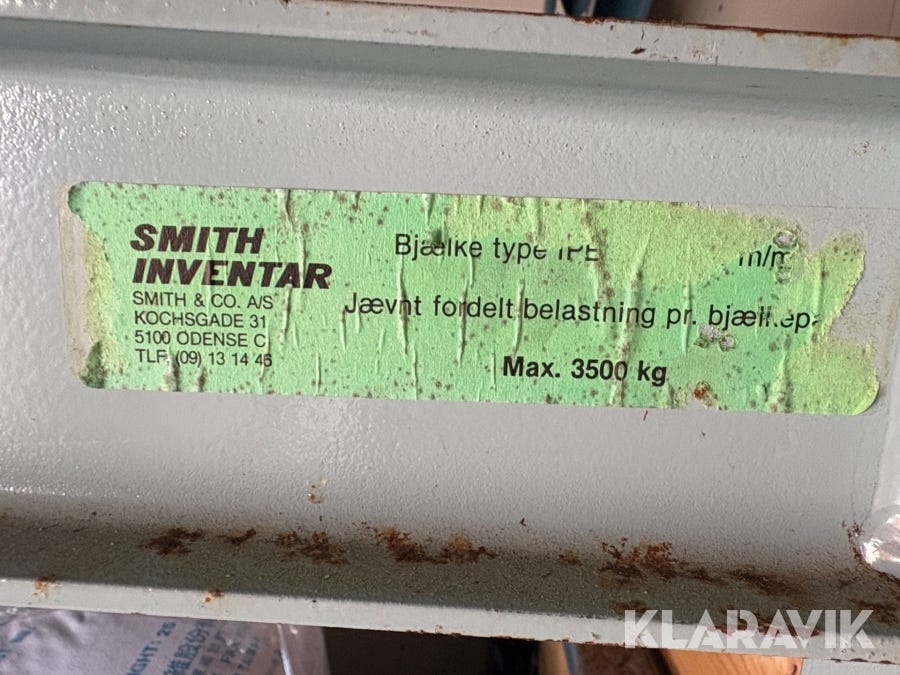 SMITH
INVENTAR
SMITH & CO. A/S
KOCHSGADE 31
5100 ODENSE C
TLF. (09) 13 14 46
Bjælke type IPE m/m
Jævnt fordelt belastning pr. bjælkepa
Max. 3500 kg
KLARAVIK